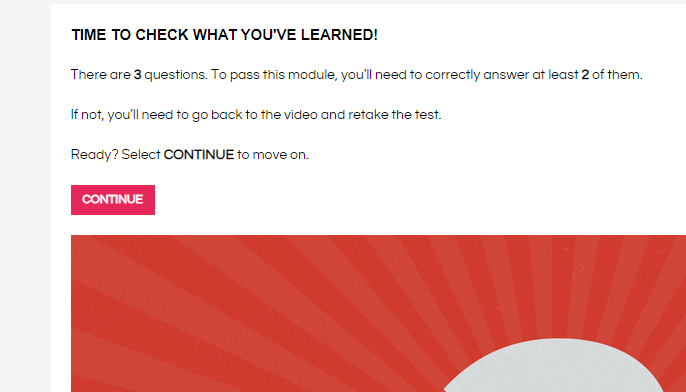 TIME TO CHECK WHAT YOU'VE LEARNED!
There are 3 questions. To pass this module, you'll need to correctly answer at least 2 of them.
If not, you'll need to go back to the video and retake the test.
Ready? Select CONTINUE to move on.
CONTINUE